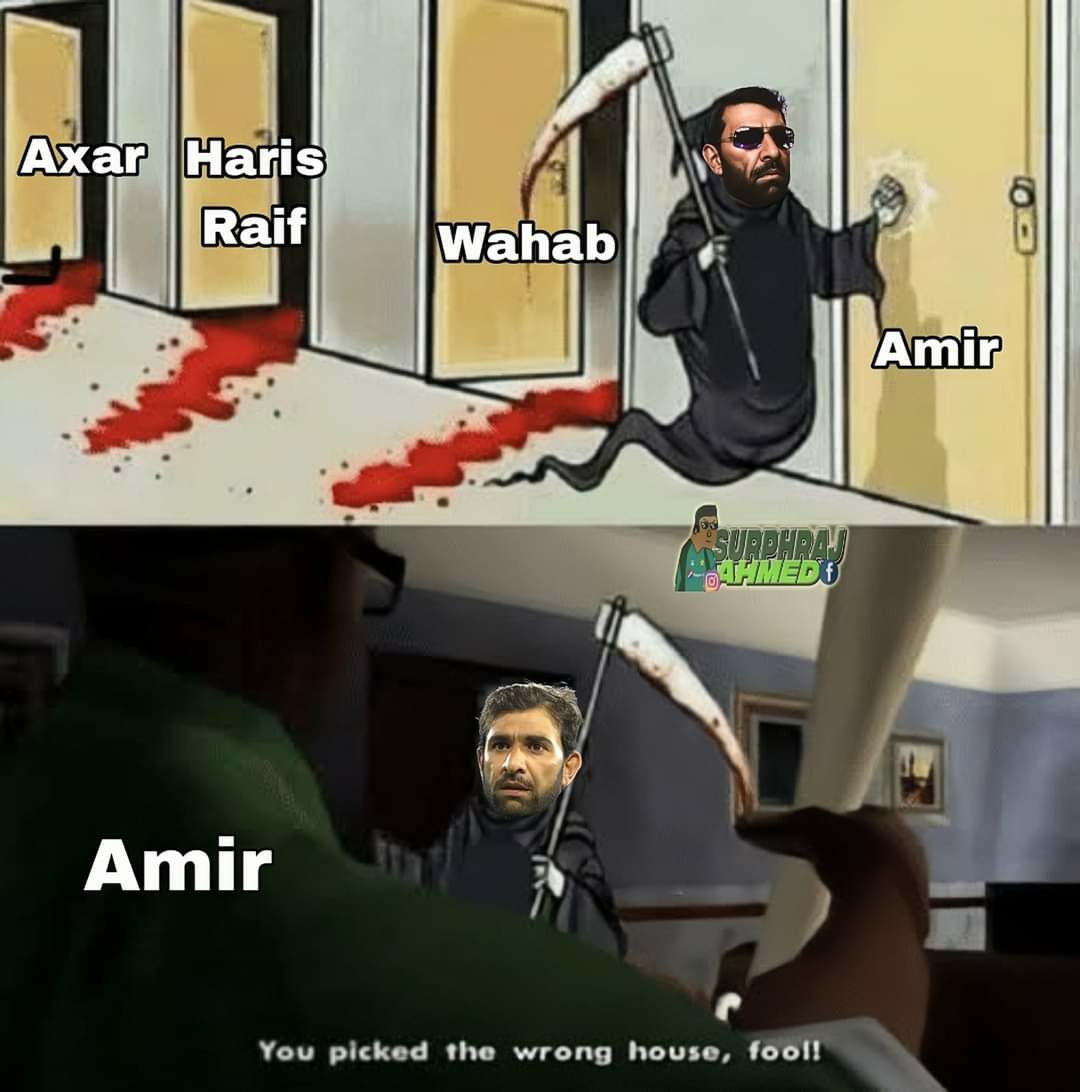 Axar
Haris
Raif
Wahab
Amir
SURPHRAJ
AHMED
Amir
You picked the wrong house, fool!